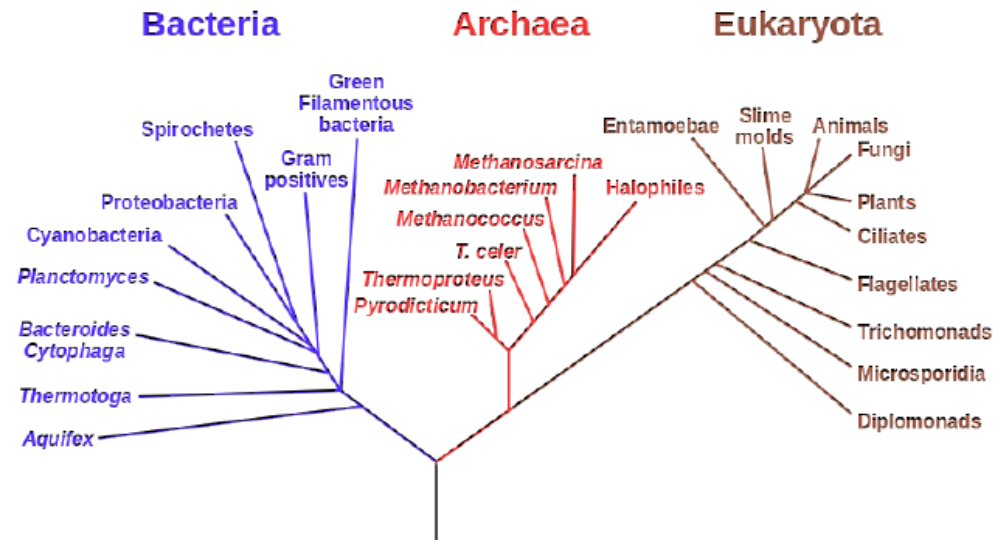 Bacteria
Archaea
Eukaryota
Green
Filamentous
bacteria
Spirochetes
Gram
positives
Proteobacteria
Cyanobacteria
Planctomyces
Bacteroides
Cytophaga
Thermotoga
Aquifex
Methanosarcina
Methanobacterium
Halophiles
Methanococcus
T. celer
Thermoproteus
Pyrodicticum
Entamoebae
Slime
molds
Animals
Fungi
Plants
Ciliates
Flagellates
Trichomonads
Microsporidia
Diplomonads